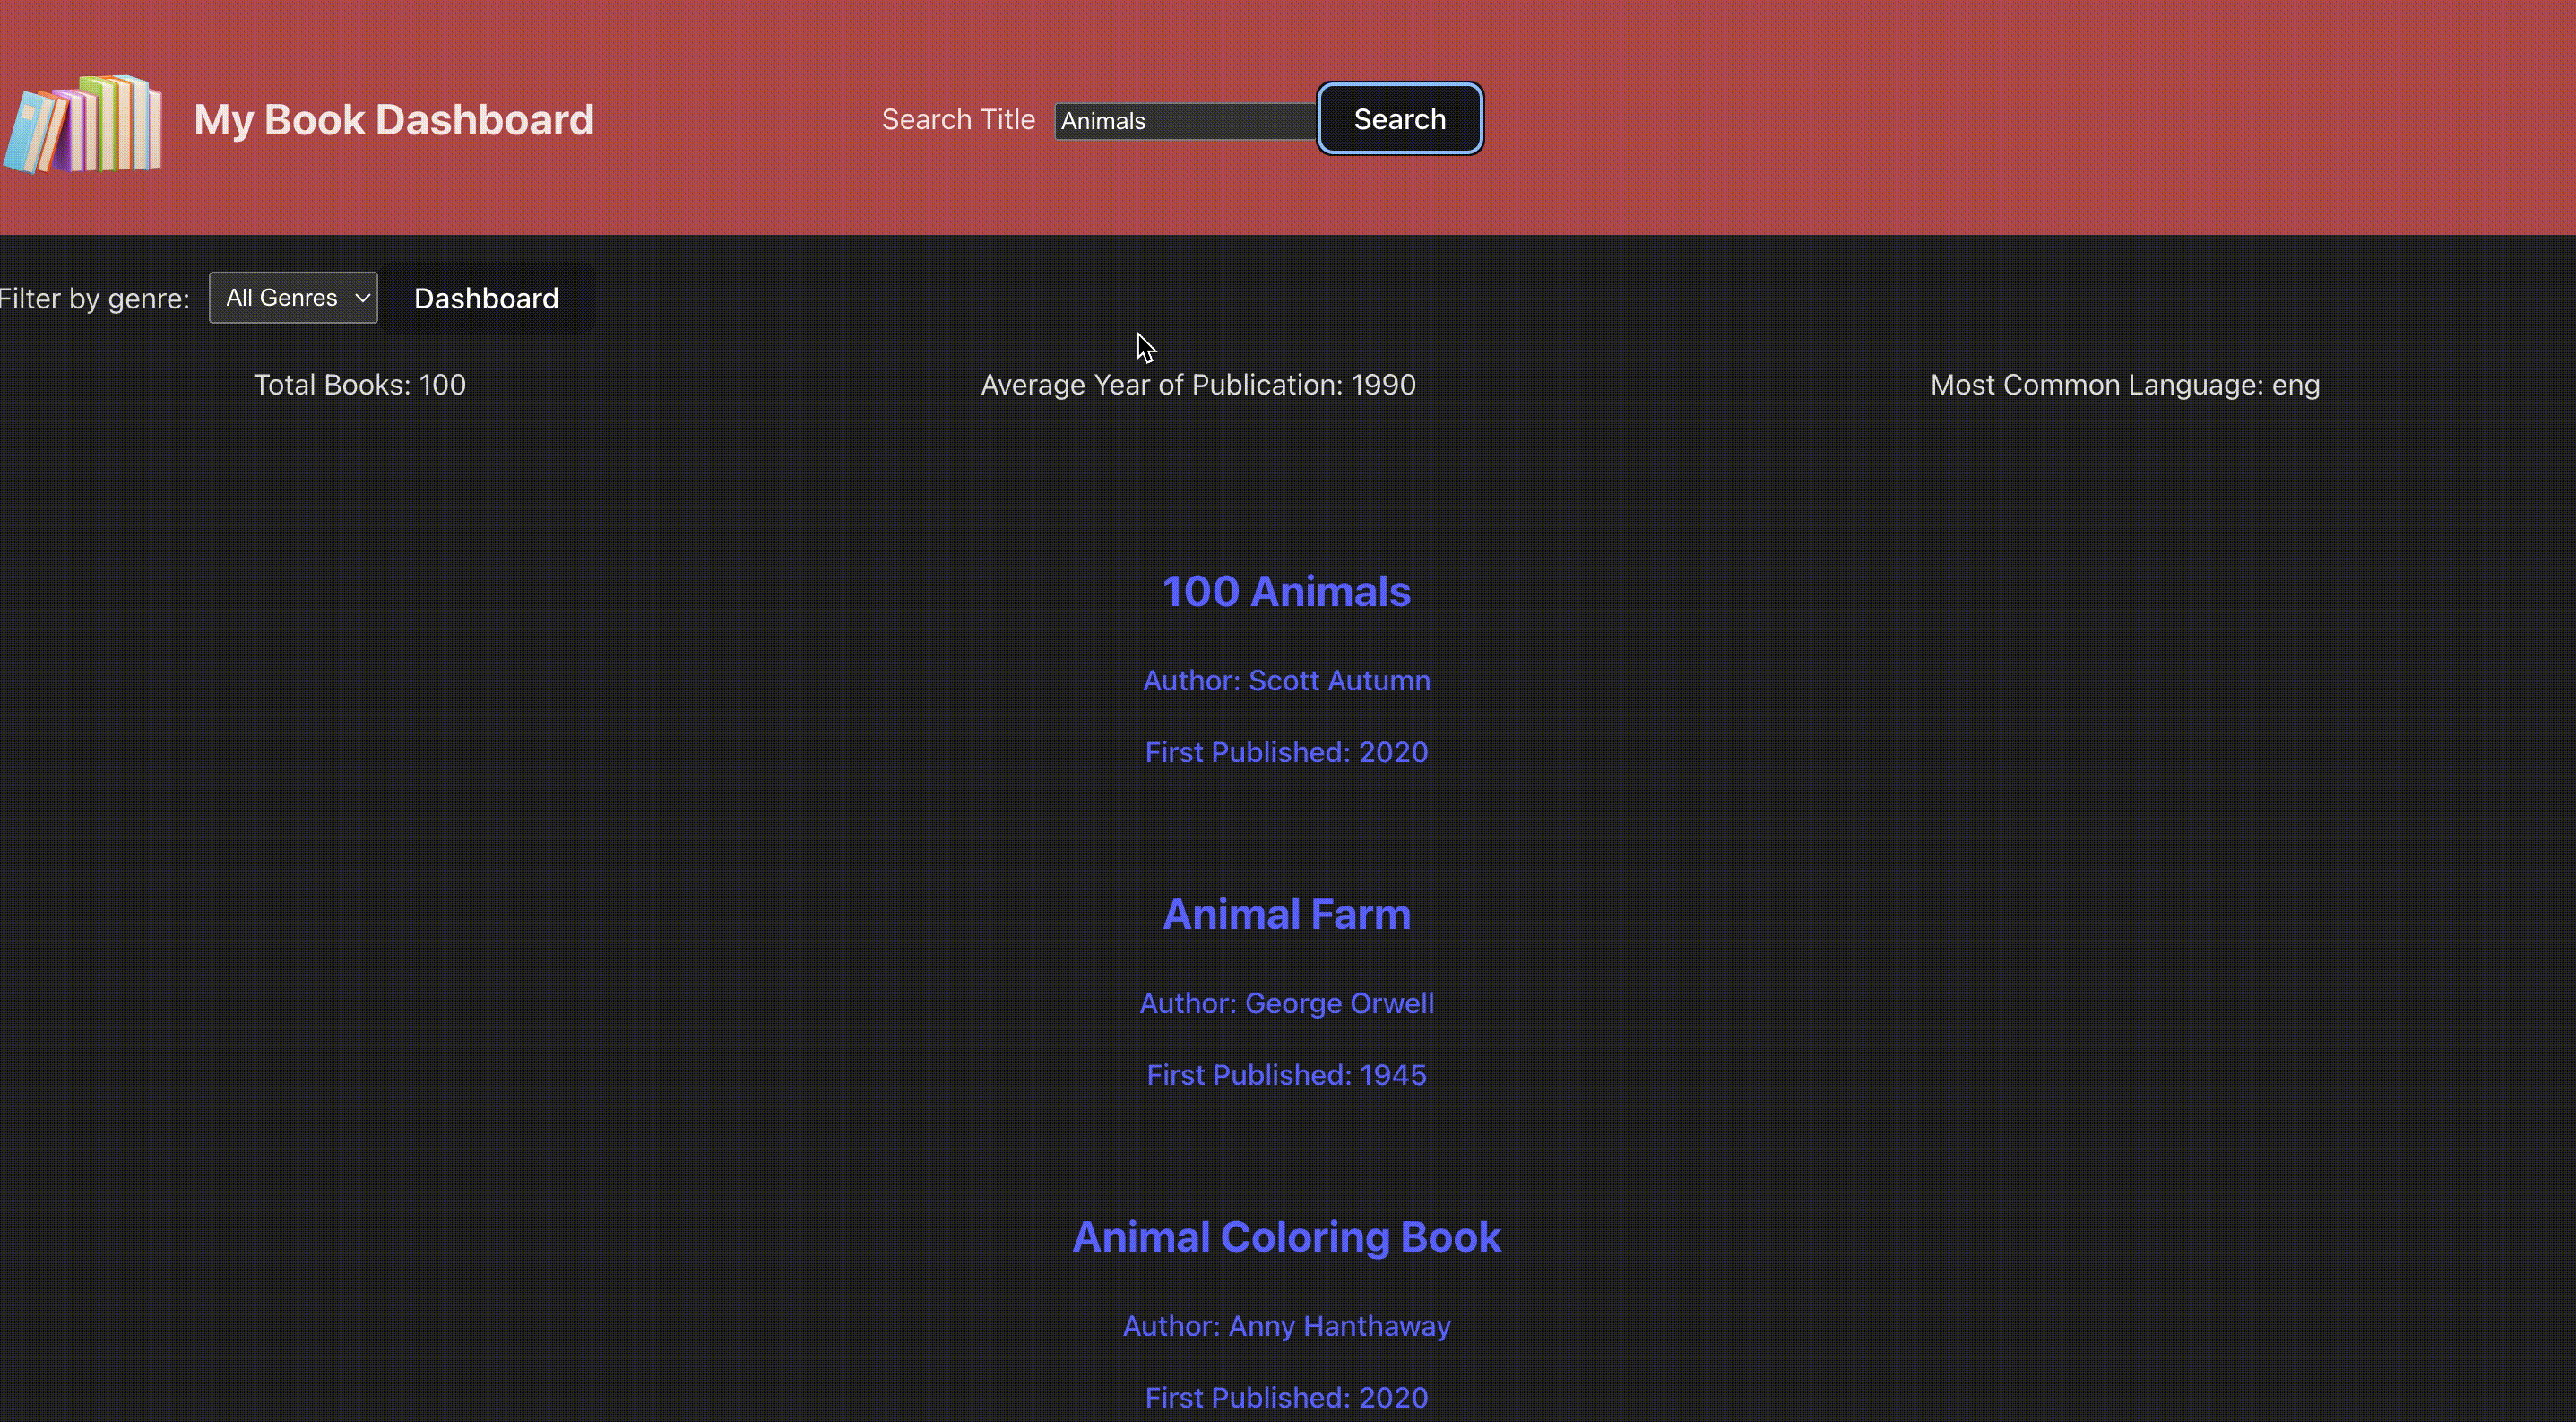 My Book Dashboard
Search Title Animals Search
Filter by genre: All Genres Dashboard
Total Books: 100 Average Year of Publication: 1990 Most Common Language: eng
100 Animals
Author: Scott Autumn
First Published: 2020
Animal Farm
Author: George Orwell
First Published: 1945
Animal Coloring Book
Author: Anny Hanthaway
First Published: 2020